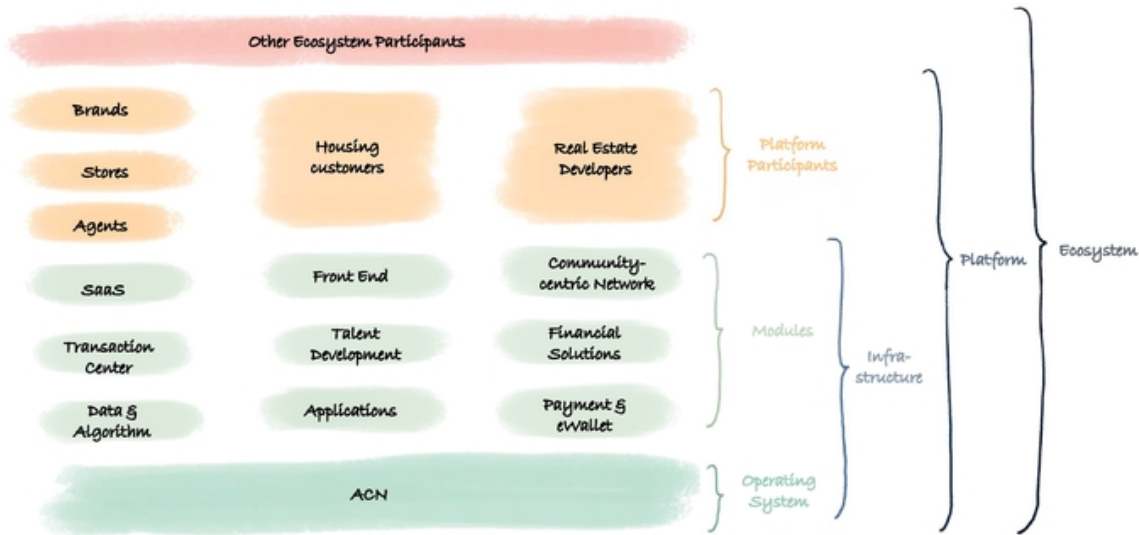 Other Ecosystem Participants
Brands
Stores
Agents
Housing
customers
Real Estate
Developers
Platform
Participants
SaaS
Front End
Community-
centric Network
Transaction
Center
Talent
Development
Financial
Solutions
Data &
Algorithm
Applications
Payment &
eWallet
Modules
Infra-
structure
Platform
Ecosystem
ACN
Operating
System